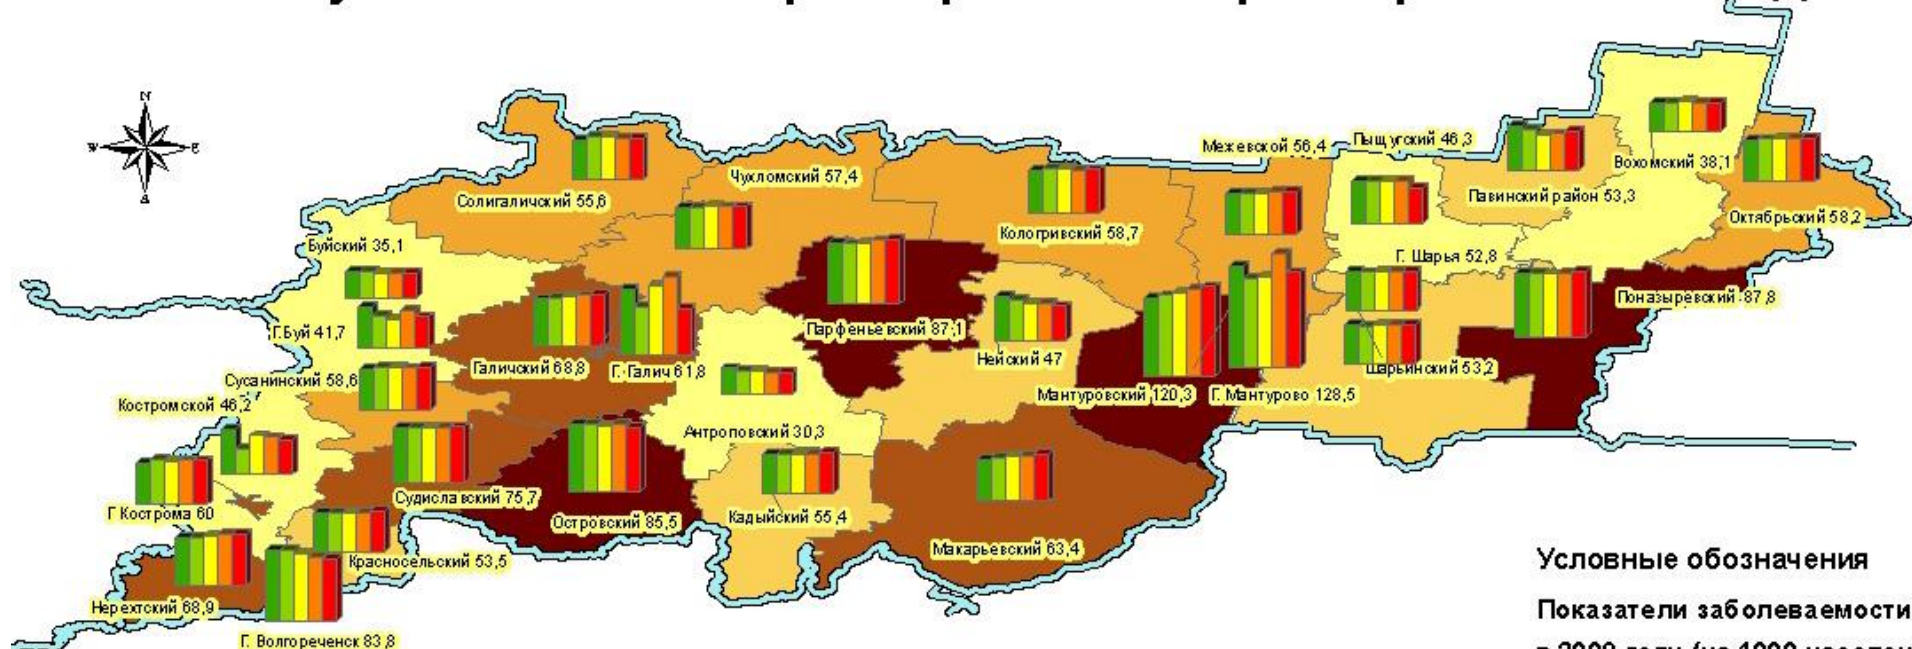 N
W
E
S
Межевской 56,4
Пыщугский 46,3
Вохомский 38,1
Чухломский 57,4
Солигаличский 55,6
Павинский район 53,3
Октябрьский 58,2
Кологривский 58,7
Буйский 35,1
Г. Шарья 52,8
Поназыревский 87,8
Г.Буй 41,7
Парфеньевский 87,1
Нейский 47
Галичский 68,8
Г. Галич 61,8
Шарьинский 53,2
Сусанинский 58,6
Мантуровский 120,3
Г. Мантурово 128,5
Костромской 46,2
Антроповский 30,3
Судиславский 75,7
Г Кострома 60
Островский 85,5
Кадыйский 55,4
Макарьевский 63,4
Красносельский 53,5
Условные обозначения
Нерехтский 68,9
Показатели заболеваемости
Г. Волгореченск 83,8